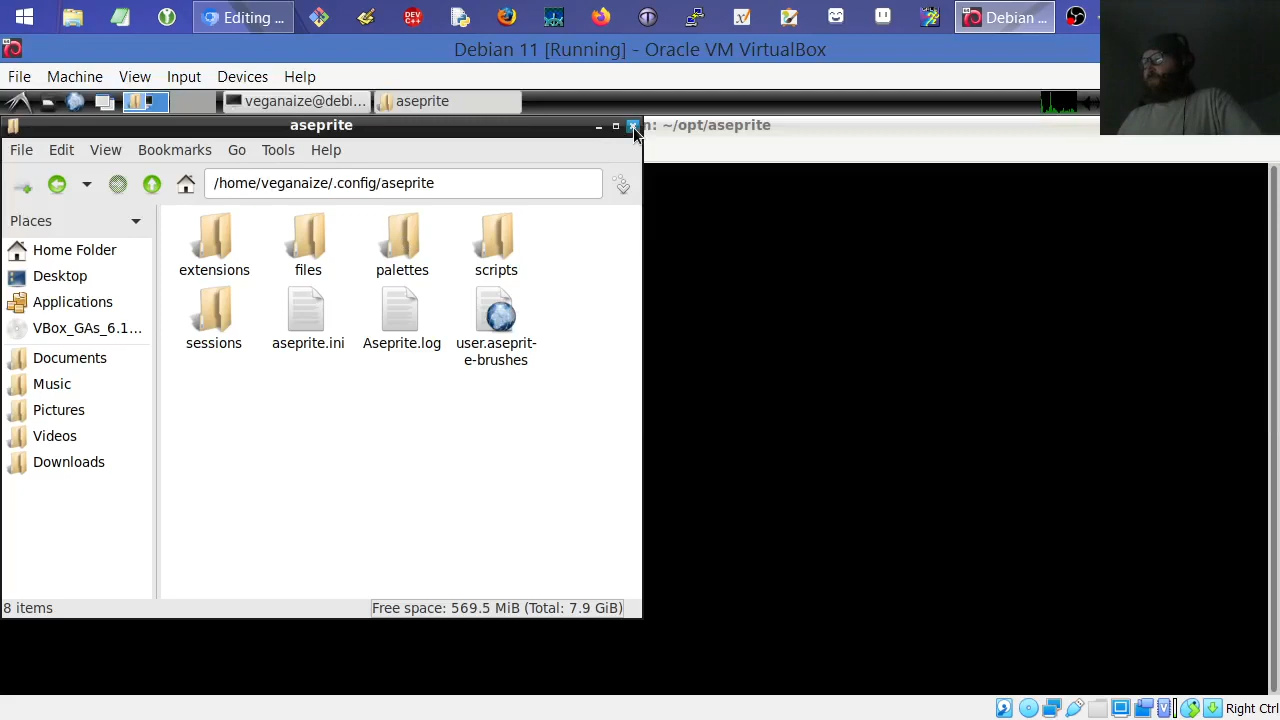 Editing ...
DEV C++
Debian ...
Debian 11 [Running] - Oracle VM VirtualBox
File Machine View Input Devices Help
veganaize@debi... aseprite
aseprite
n: ~/opt/aseprite
File Edit View Bookmarks Go Tools Help
/home/veganaize/.config/aseprite
Places
Home Folder
Desktop
Applications
VBox_GAs_6.1...
Documents
Music
Pictures
Videos
Downloads
extensions files palettes scripts
sessions aseprite.ini Aseprite.log user.aseprit-
e-brushes
8 items Free space: 569.5 MiB (Total: 7.9 GiB)
Right Ctrl